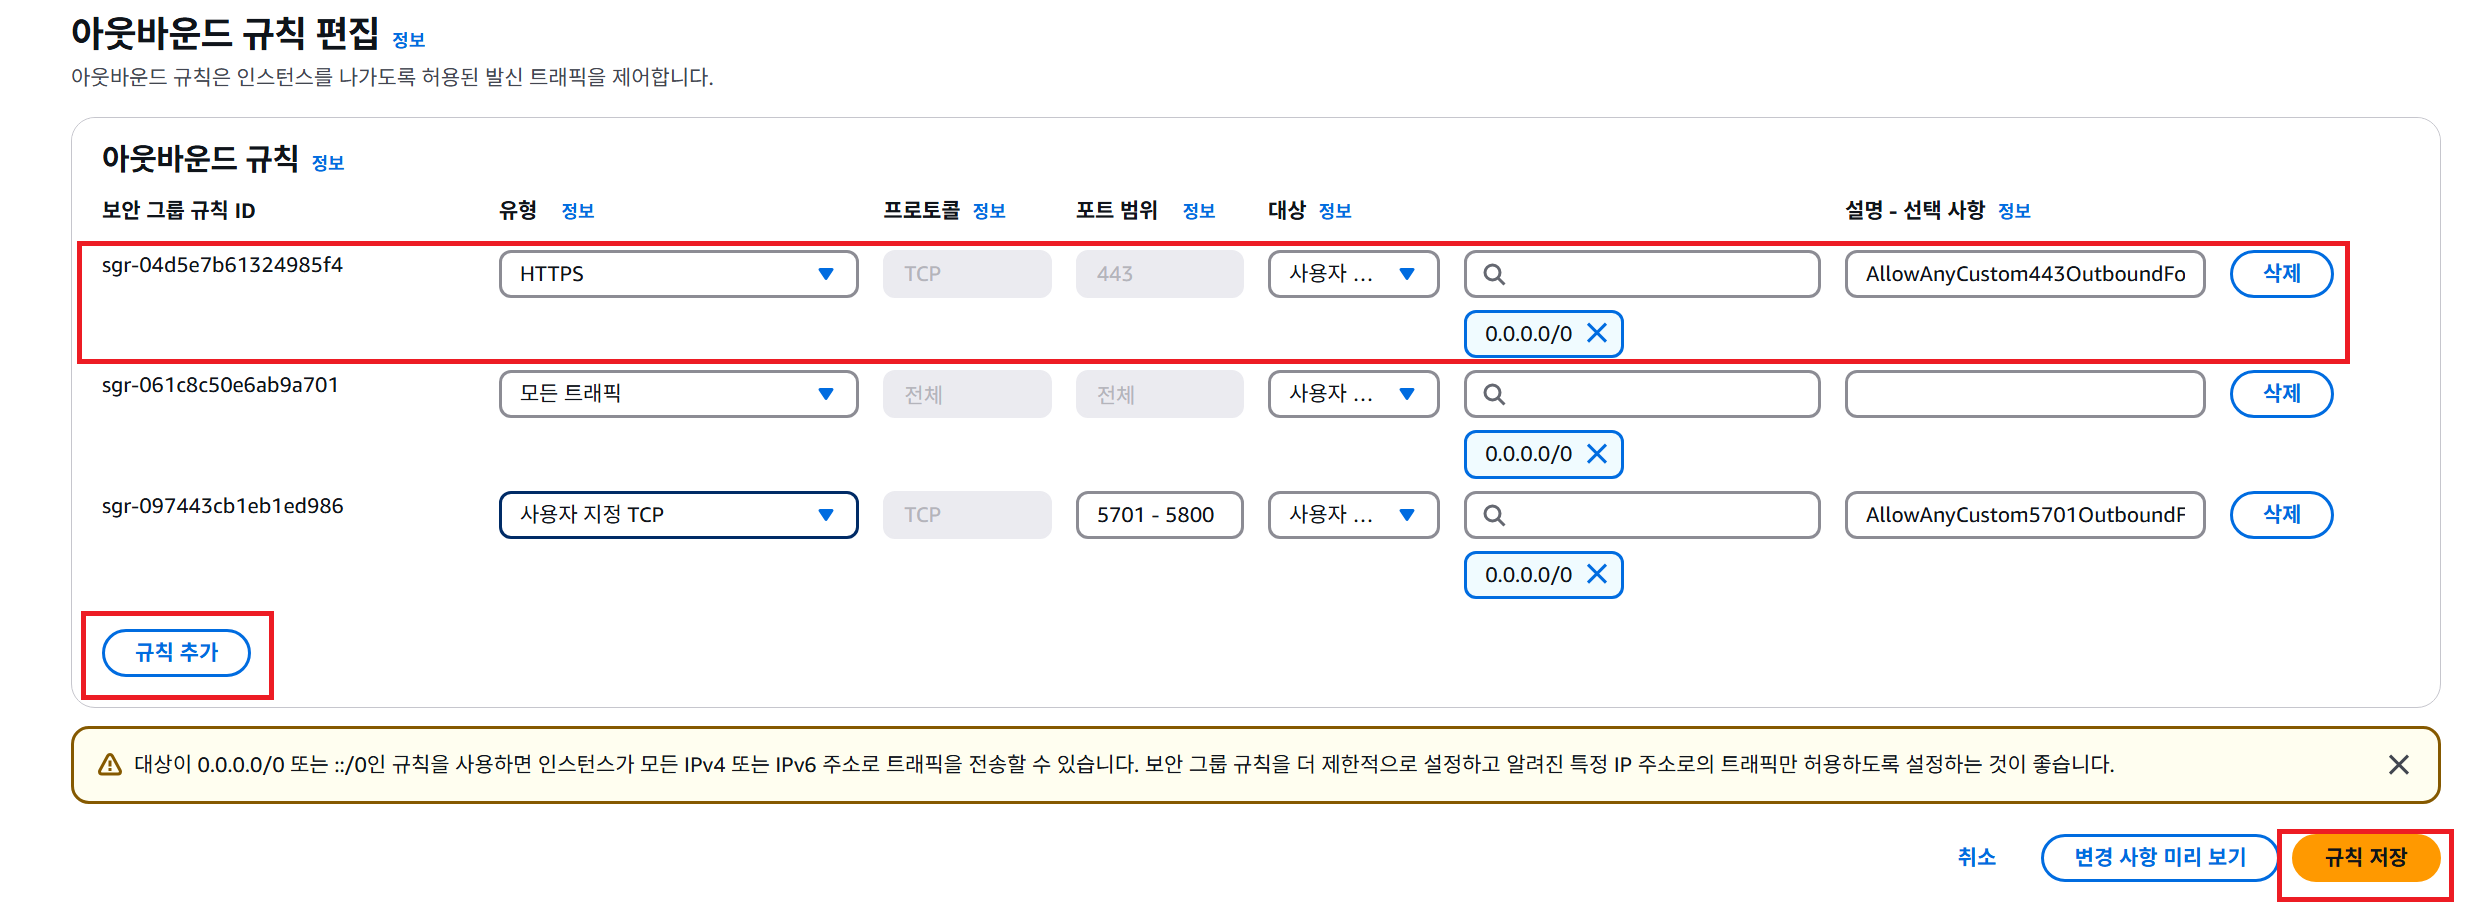 아웃바운드 규칙 편집 정보
아웃바운드 규칙은 인스턴스를 나가도록 허용된 발신 트래픽을 제어합니다.
아웃바운드 규칙 정보
보안 그룹 규칙 ID 유형 정보 프로토콜 정보 포트 범위 정보 대상 정보 설명 - 선택 사항 정보
sgr-04d5e7b61324985f4 HTTPS TCP 443 사용자 ... AllowAnyCustom443OutboundFo 삭제
0.0.0.0/0
sgr-061c8c50e6ab9a701 모든 트래픽 전체 전체 사용자 ... 삭제
0.0.0.0/0
sgr-097443cb1eb1ed986 사용자 지정 TCP TCP 5701 - 5800 사용자 ... AllowAnyCustom5701OutboundF 삭제
0.0.0.0/0
규칙 추가
대상이 0.0.0.0/0 또는 ::/0인 규칙을 사용하면 인스턴스가 모든 IPv4 또는 IPv6 주소로 트래픽을 전송할 수 있습니다. 보안 그룹 규칙을 더 제한적으로 설정하고 알려진 특정 IP 주소로의 트래픽만 허용하도록 설정하는 것이 좋습니다.
취소 변경 사항 미리 보기 규칙 저장